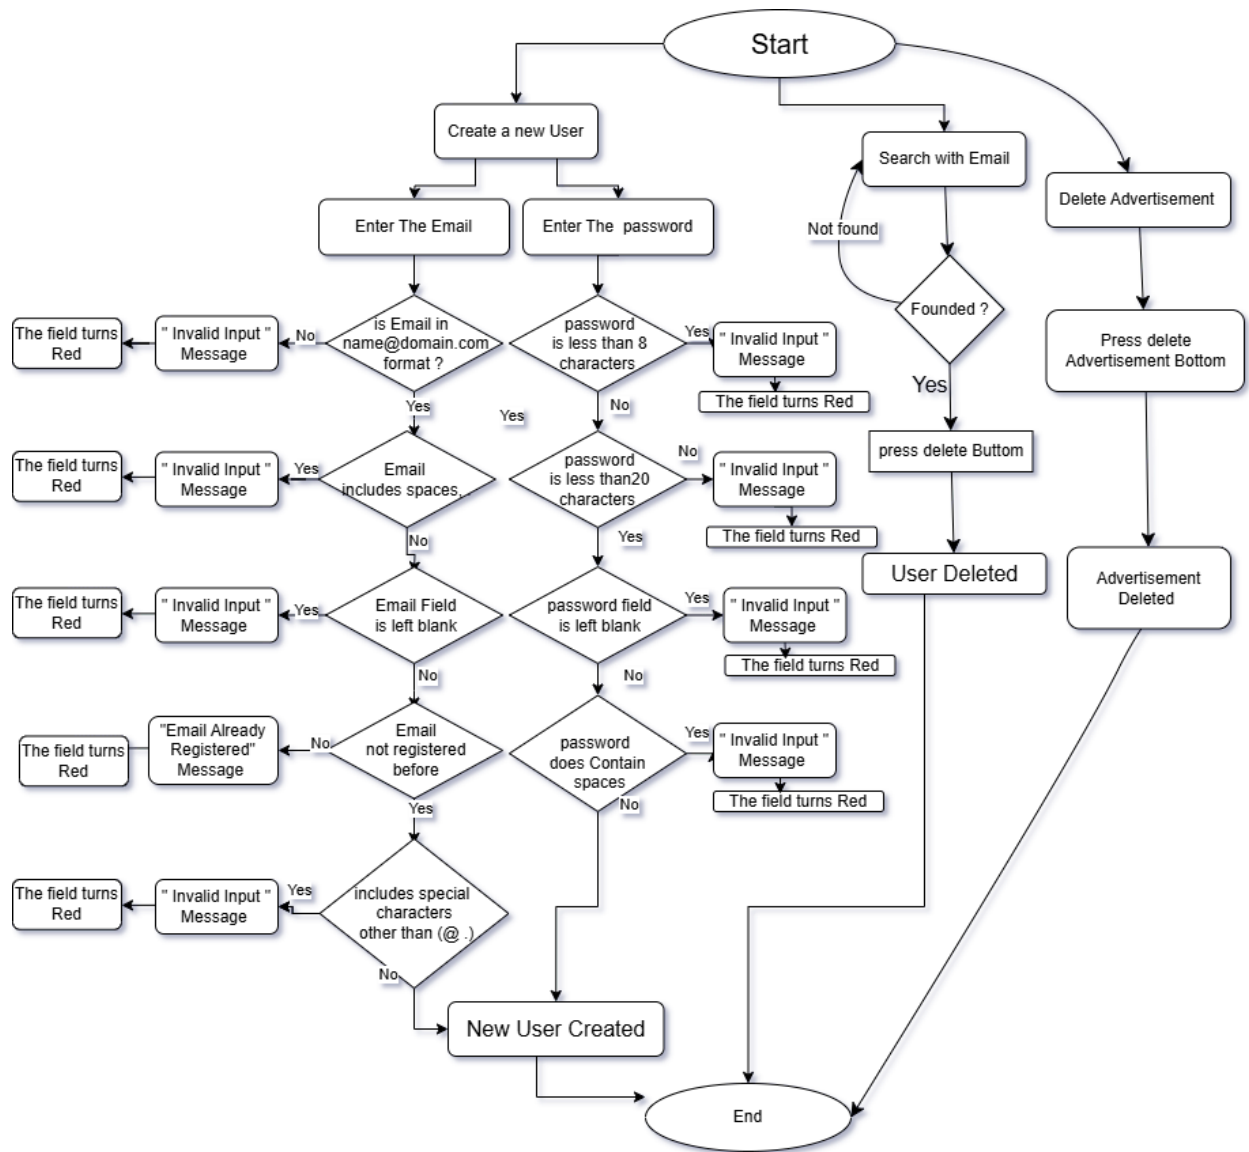 Start
Create a new User
Search with Email
Delete Advertisement
Enter The Email
Enter The  password
Not found
Founded ?
The field turns
Red
" Invalid Input "
Message
No
is Email in
name@domain.com
format ?
password
is less than 8
characters
Yes
" Invalid Input "
Message
The field turns Red
Press delete
Advertisement Bottom
Yes
Yes
Yes
No
The field turns
Red
" Invalid Input "
Message
Yes
Email
includes spaces, .
password
is less than20
characters
No
" Invalid Input "
Message
The field turns Red
press delete Buttom
No
Yes
User Deleted
Advertisement
Deleted
The field turns
Red
" Invalid Input "
Message
Yes
Email Field
is left blank
password field
is left blank
Yes
" Invalid Input "
Message
The field turns Red
No
No
The field turns
Red
"Email Already
Registered"
Message
No
Email
not registered
before
password
does Contain
spaces
Yes
" Invalid Input "
Message
The field turns Red
Yes
No
The field turns
Red
" Invalid Input "
Message
Yes
includes special
characters
other than (@ .)
No
New User Created
End